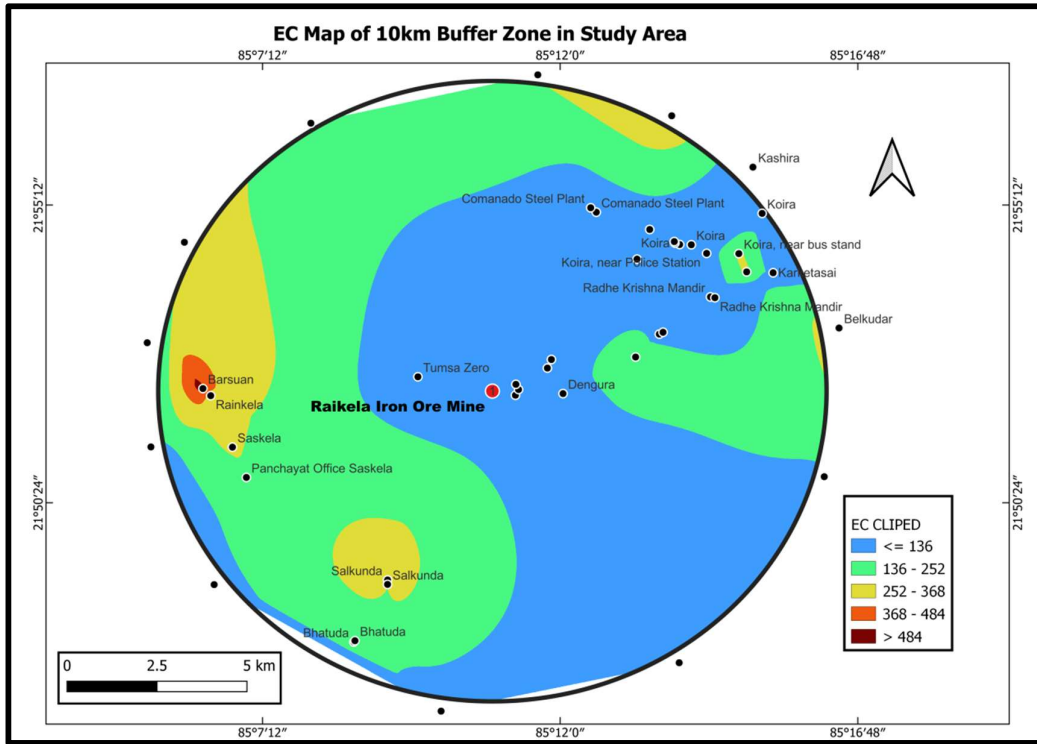 EC Map of 10km Buffer Zone in Study Area
85°7'12" 85°12'0" 85°16'48"
21°55'12" 21°55'12"
Kashira
Comanado Steel Plant Comanado Steel Plant Koira
Koira Koira Koira, near bus stand
Koira, near Police Station Karnetasai
Radhe Krishna Mandir Radhe Krishna Mandir
Belkudar
Tumsa Zero
1
Barsuan Dengura
Rainkela Raikela Iron Ore Mine
Saskela
Panchayat Office Saskela
21°50'24" 21°50'24"
EC CLIPED
<= 136
136 - 252
252 - 368
368 - 484
> 484
Salkunda Salkunda
Bhatuda Bhatuda
0 2.5 5 km
85°7'12" 85°12'0" 85°16'48"